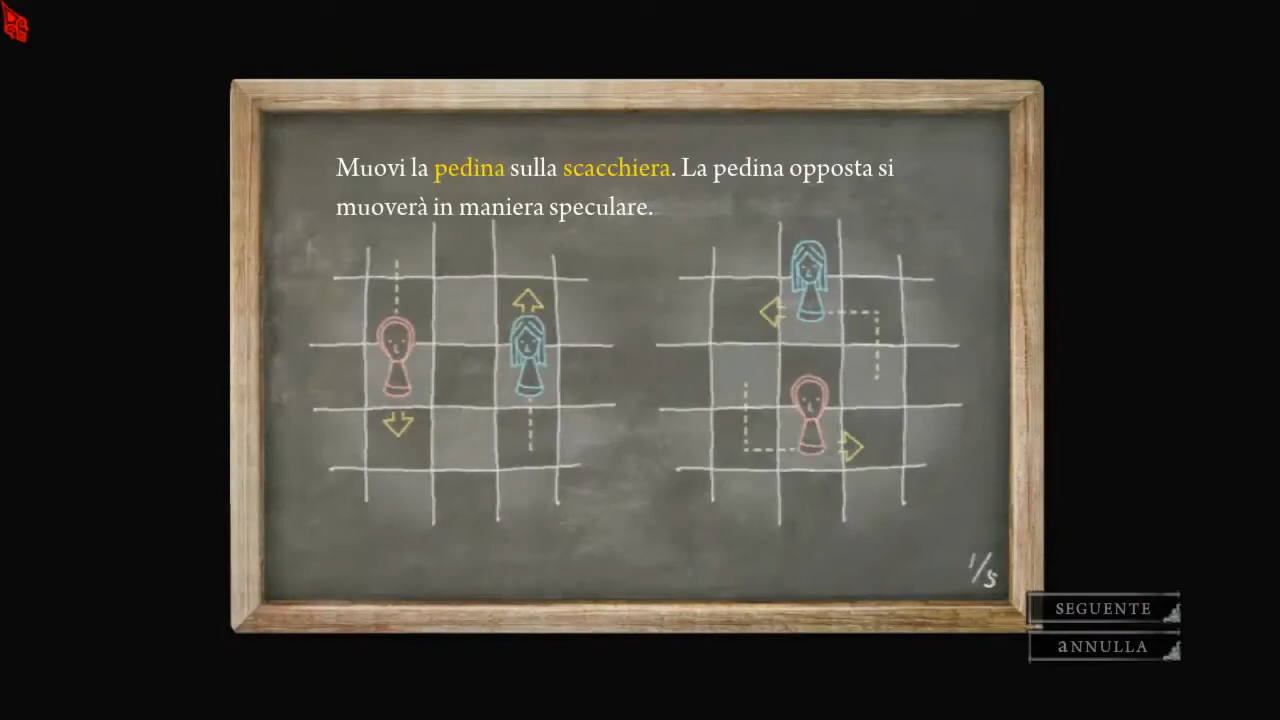 Muovi la pedina sulla scacchiera. La pedina opposta si
muoverà in maniera speculare.
1/5
SEGUENTE
aNNULLA